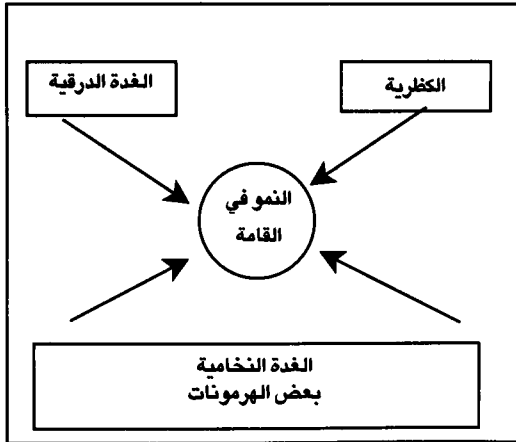 الكظرية
الغدة الدرقية
النمو في
القامة
الغدة النخامية
بعض الهرمونات